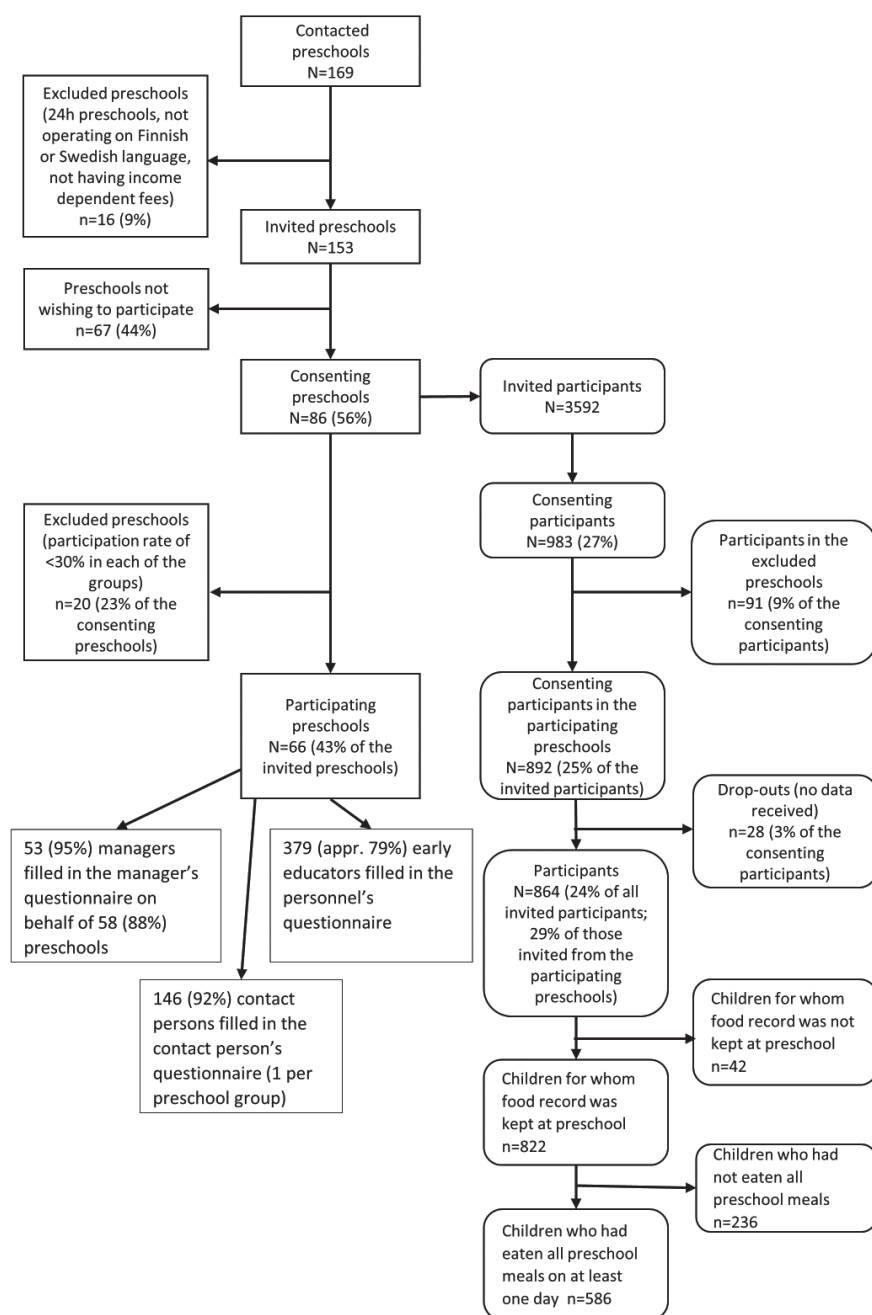 Contacted
preschools
N=169
Excluded preschools
(24h preschools, not
operating on Finnish
or Swedish language,
not having income
dependent fees)
n=16 (9%)
Invited preschools
N=153
Preschools not
wishing to participate
n=67 (44%)
Consenting
preschools
N=86 (56%)
Invited participants
N=3592
Consenting
participants
N=983 (27%)
Excluded preschools
(participation rate of
<30% in each of the
groups)
n=20 (23% of the
consenting
preschools)
Participants in the
excluded
preschools
n=91 (9% of the
consenting
participants)
Participating
preschools
N=66 (43% of the
invited preschools)
Consenting
participants in the
participating
preschools
N=892 (25% of the
invited participants)
Drop-outs (no data
received)
n=28 (3% of the
consenting
participants)
53 (95%) managers
filled in the manager’s
questionnaire on
behalf of 58 (88%)
preschools
379 (appr. 79%) early
educators filled in the
personnel’s
questionnaire
146 (92%) contact
persons filled in the
contact person’s
questionnaire (1 per
preschool group)
Participants
N=864 (24% of all
invited participants;
29% of those
invited from the
participating
preschools)
Children for whom
food record was not
kept at preschool
n=42
Children for whom
food record was
kept at preschool
n=822
Children who had
not eaten all
preschool meals
n=236
Children who had
eaten all preschool
meals on at least
one day n=586